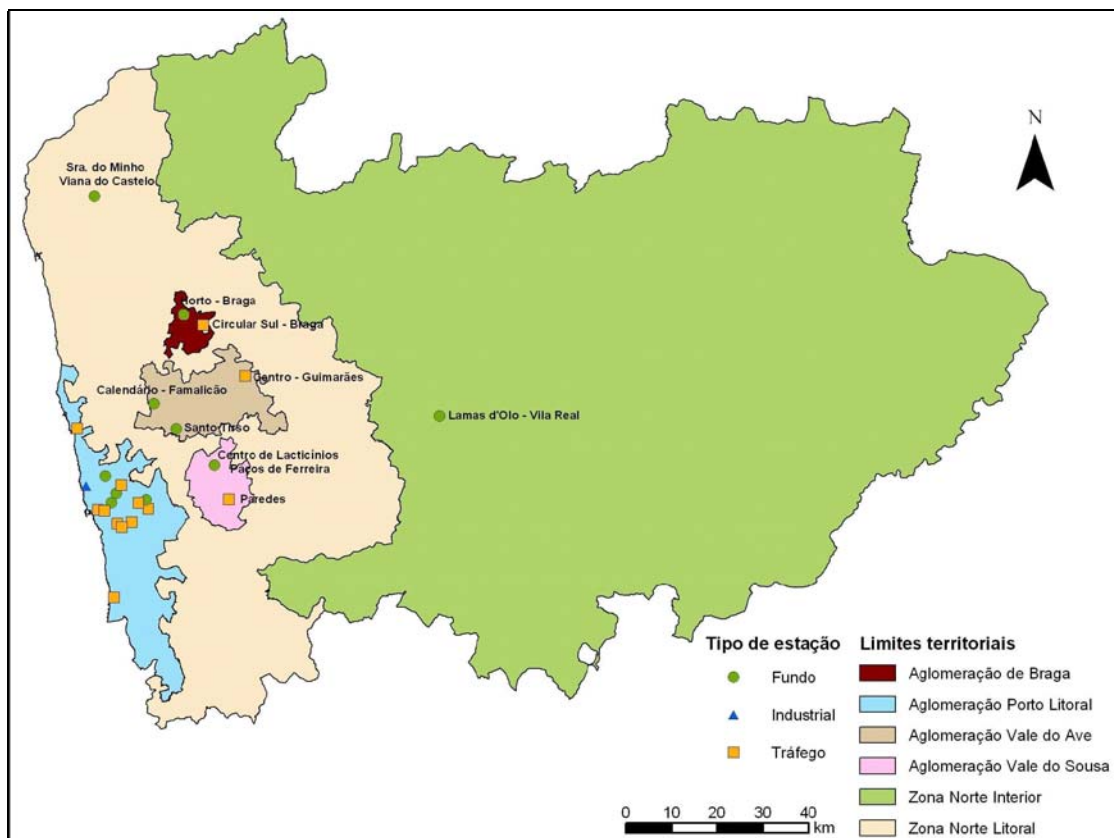 N
Sra. do Minho
Viana do Castelo
Horto - Braga
Circular Sul - Braga
Centro - Guimarães
Calendário - Famalicão
Santo Tirso
Lamas d'Olo - Vila Real
Centro de Lacticínios
Paços de Ferreira
Paredes
Tipo de estação
Fundo
Industrial
Tráfego
Limites territoriais
Aglomeração de Braga
Aglomeração Porto Litoral
Aglomeração Vale do Ave
Aglomeração Vale do Sousa
Zona Norte Interior
Zona Norte Litoral
0 10 20 30 40
km